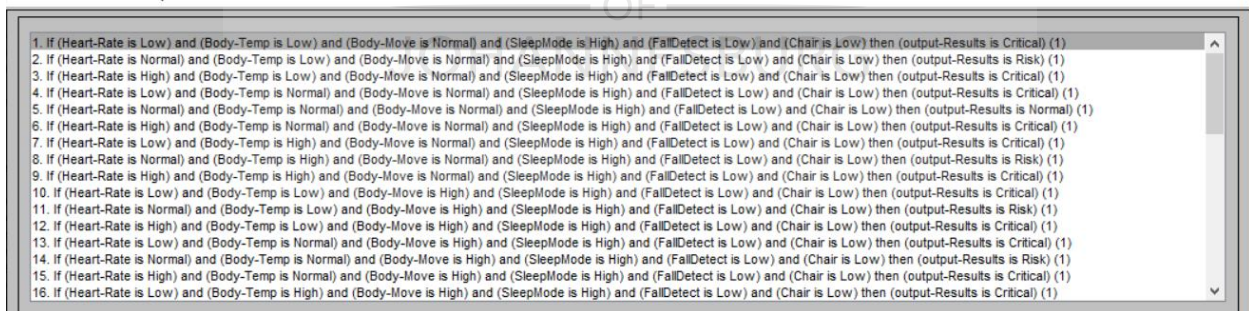 OF
JOHANNESBURG
1. If (Heart-Rate is Low) and (Body-Temp is Low) and (Body-Move is Normal) and (SleepMode is High) and (FallDetect is Low) and (Chair is Low) then (output-Results is Critical) (1)
2. If (Heart-Rate is Normal) and (Body-Temp is Low) and (Body-Move is Normal) and (SleepMode is High) and (FallDetect is Low) and (Chair is Low) then (output-Results is Risk) (1)
3. If (Heart-Rate is High) and (Body-Temp is Low) and (Body-Move is Normal) and (SleepMode is High) and (FallDetect is Low) and (Chair is Low) then (output-Results is Critical) (1)
4. If (Heart-Rate is Low) and (Body-Temp is Normal) and (Body-Move is Normal) and (SleepMode is High) and (FallDetect is Low) and (Chair is Low) then (output-Results is Critical) (1)
5. If (Heart-Rate is Normal) and (Body-Temp is Normal) and (Body-Move is Normal) and (SleepMode is High) and (FallDetect is Low) and (Chair is Low) then (output-Results is Normal) (1)
6. If (Heart-Rate is High) and (Body-Temp is Normal) and (Body-Move is Normal) and (SleepMode is High) and (FallDetect is Low) and (Chair is Low) then (output-Results is Critical) (1)
7. If (Heart-Rate is Low) and (Body-Temp is High) and (Body-Move is Normal) and (SleepMode is High) and (FallDetect is Low) and (Chair is Low) then (output-Results is Critical) (1)
8. If (Heart-Rate is Normal) and (Body-Temp is High) and (Body-Move is Normal) and (SleepMode is High) and (FallDetect is Low) and (Chair is Low) then (output-Results is Risk) (1)
9. If (Heart-Rate is High) and (Body-Temp is High) and (Body-Move is Normal) and (SleepMode is High) and (FallDetect is Low) and (Chair is Low) then (output-Results is Critical) (1)
10. If (Heart-Rate is Low) and (Body-Temp is Low) and (Body-Move is High) and (SleepMode is High) and (FallDetect is Low) and (Chair is Low) then (output-Results is Critical) (1)
11. If (Heart-Rate is Normal) and (Body-Temp is Low) and (Body-Move is High) and (SleepMode is High) and (FallDetect is Low) and (Chair is Low) then (output-Results is Risk) (1)
12. If (Heart-Rate is High) and (Body-Temp is Low) and (Body-Move is High) and (SleepMode is High) and (FallDetect is Low) and (Chair is Low) then (output-Results is Critical) (1)
13. If (Heart-Rate is Low) and (Body-Temp is Normal) and (Body-Move is High) and (SleepMode is High) and (FallDetect is Low) and (Chair is Low) then (output-Results is Critical) (1)
14. If (Heart-Rate is Normal) and (Body-Temp is Normal) and (Body-Move is High) and (SleepMode is High) and (FallDetect is Low) and (Chair is Low) then (output-Results is Risk) (1)
15. If (Heart-Rate is High) and (Body-Temp is Normal) and (Body-Move is High) and (SleepMode is High) and (FallDetect is Low) and (Chair is Low) then (output-Results is Critical) (1)
16. If (Heart-Rate is Low) and (Body-Temp is High) and (Body-Move is High) and (SleepMode is High) and (FallDetect is Low) and (Chair is Low) then (output-Results is Critical) (1)